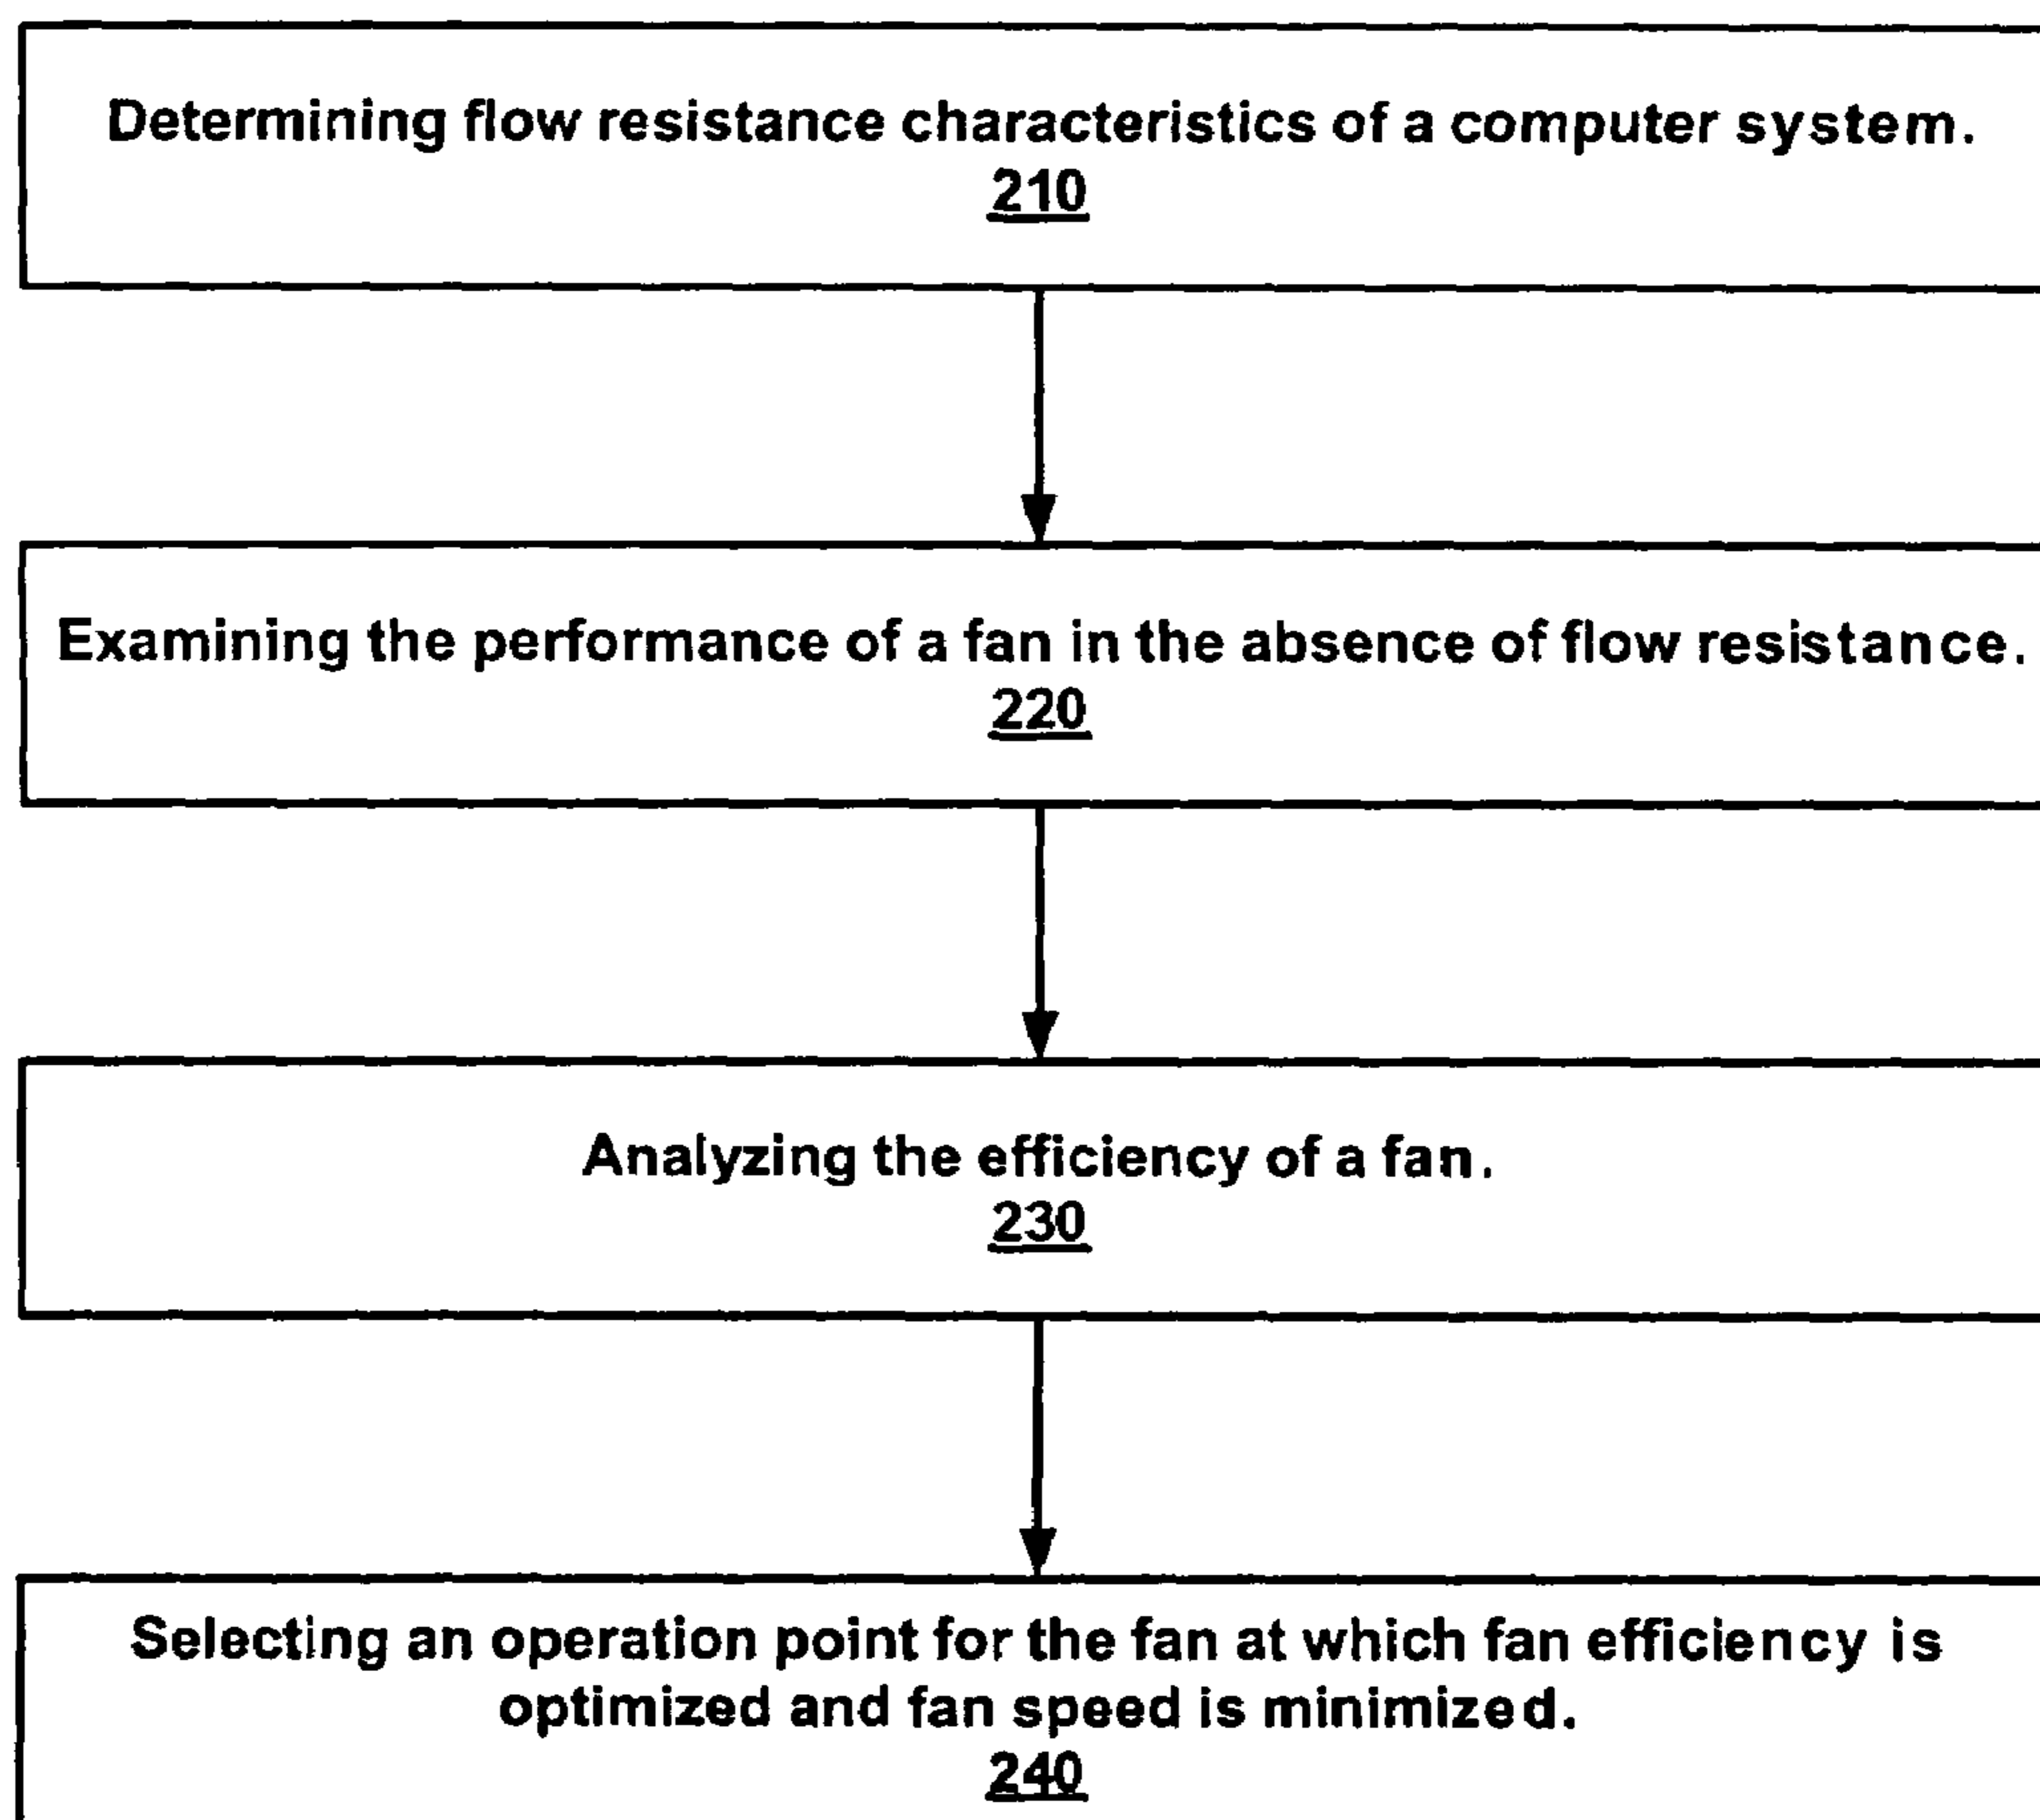 Determining flow resistance characteristics of a computer system.
210
Examining the performance of a fan in the absence of flow resistance.
220
Analyzing the efficiency of a fan.
230
Selecting an operation point for the fan at which fan efficiency is
optimized and fan speed is minimized.
240